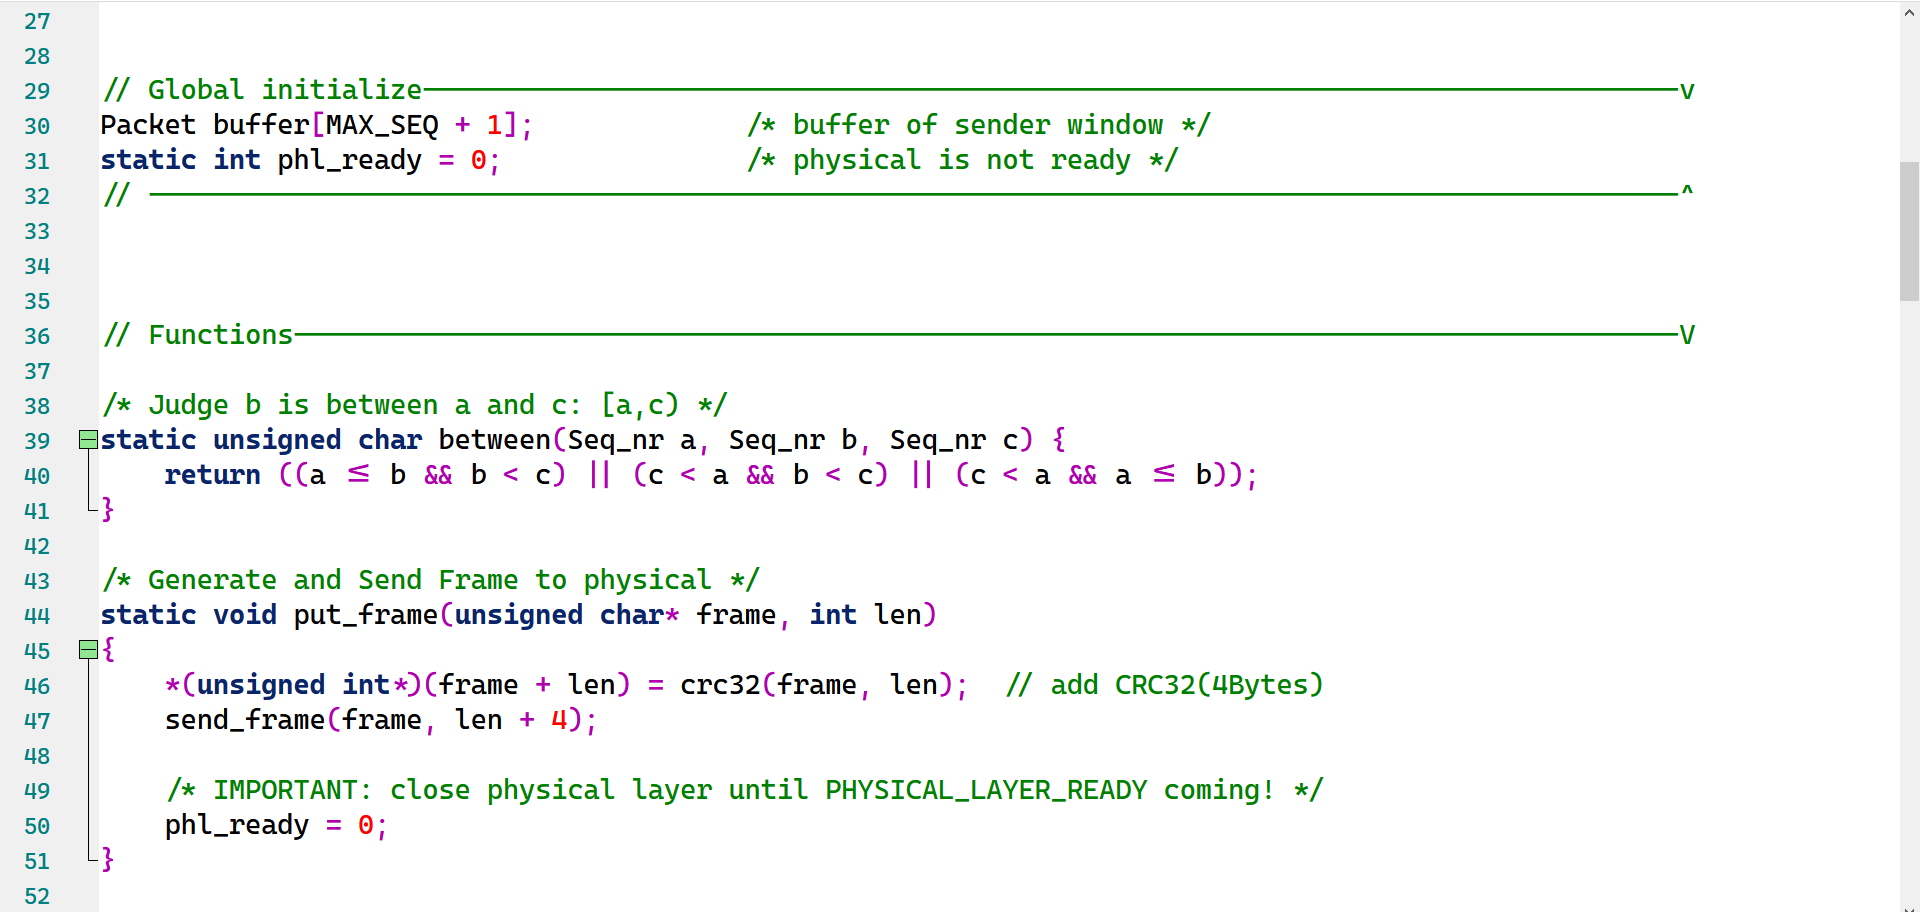 27
28
29 // Global initialize────────────────────────────────────────v
30 Packet buffer[MAX_SEQ + 1]; /* buffer of sender window */
31 static int phl_ready = 0; /* physical is not ready */
32 // ────────────────────────────────────────^
33
34
35
36 // Functions────────────────────────────────────────V
37
38 /* Judge b is between a and c: [a,c) */
39 static unsigned char between(Seq_nr a, Seq_nr b, Seq_nr c) {
40 return ((a ≤ b && b < c) || (c < a && b < c) || (c < a && a ≤ b));
41 }
42
43 /* Generate and Send Frame to physical */
44 static void put_frame(unsigned char* frame, int len)
45 {
46 *(unsigned int*)(frame + len) = crc32(frame, len); // add CRC32(4Bytes)
47 send_frame(frame, len + 4);
48
49 /* IMPORTANT: close physical layer until PHYSICAL_LAYER_READY coming! */
50 phl_ready = 0;
51 }
52